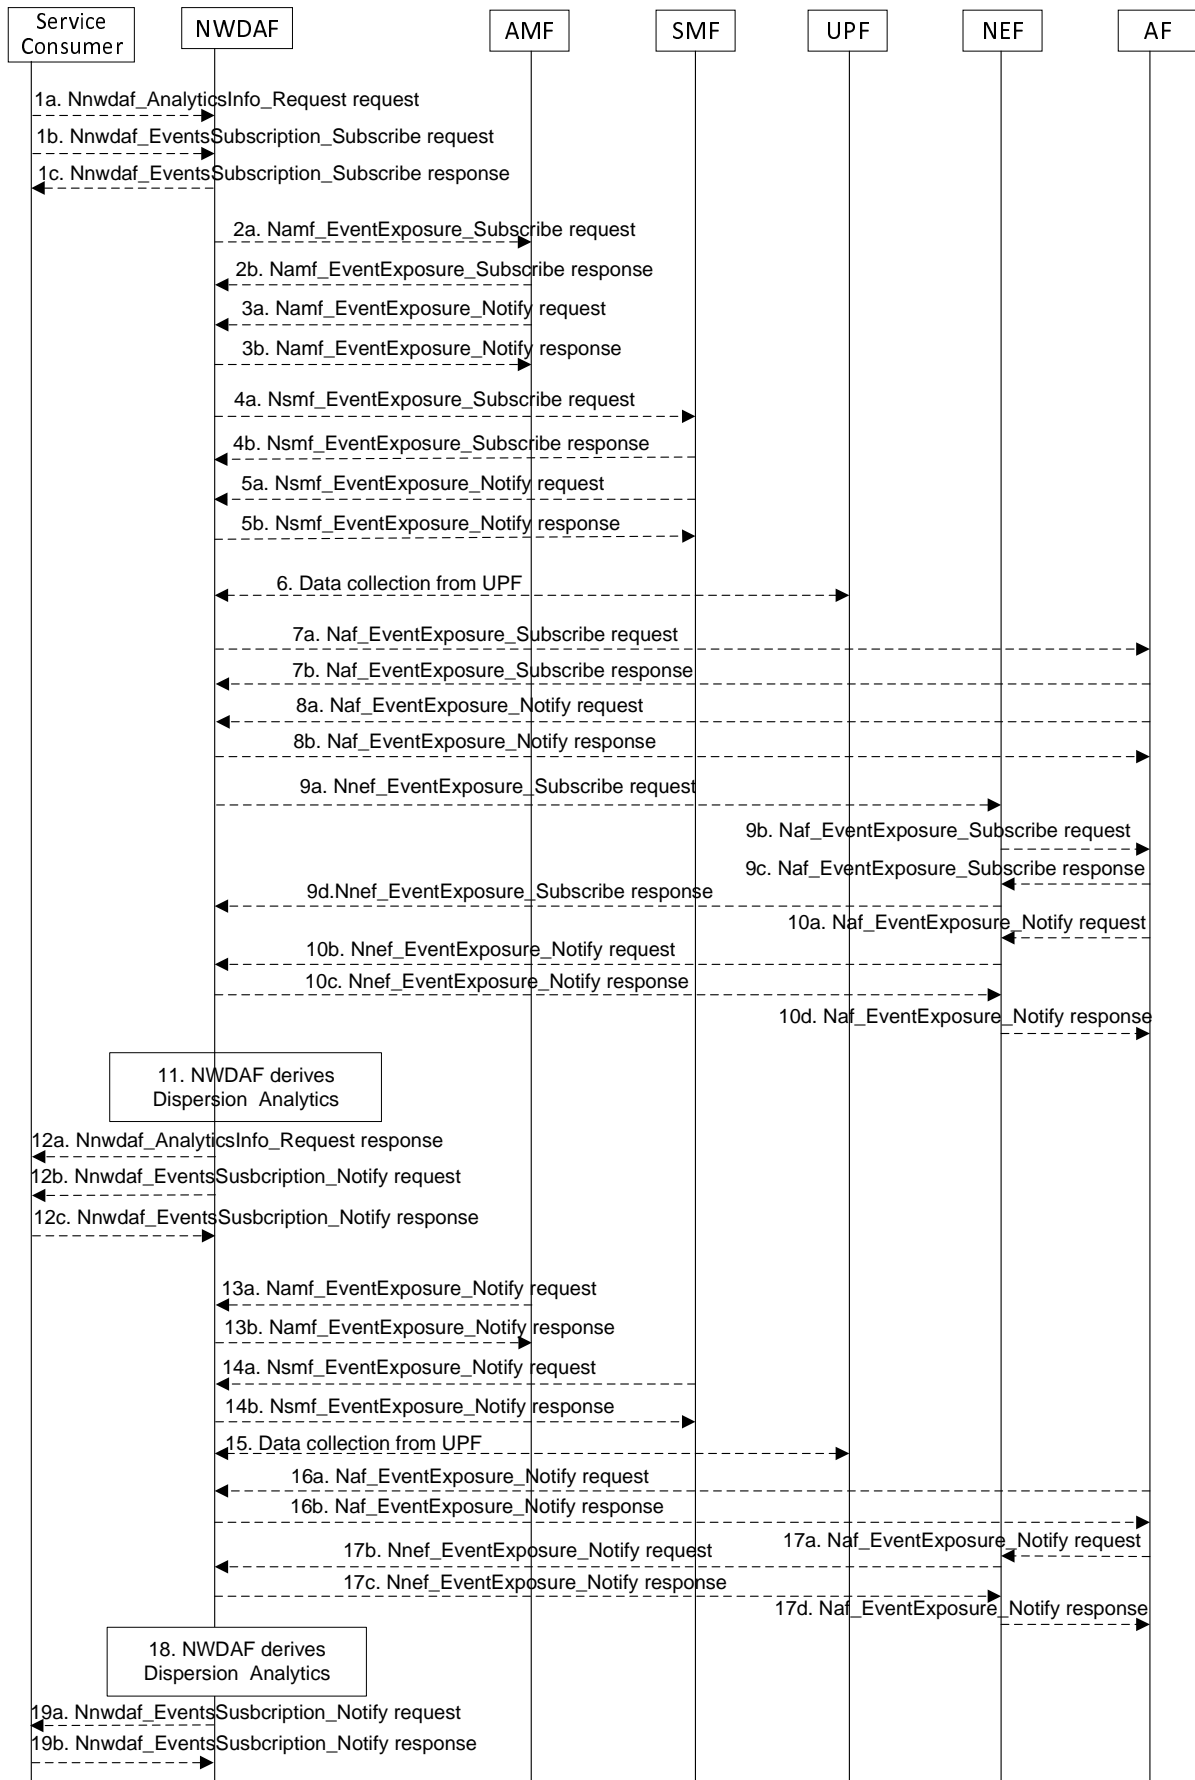 Service
Consumer
NWDAF
AMF
SMF
UPF
NEF
AF
1a. Nnwdaf_AnalyticsInfo_Request request
1b. Nnwdaf_EventsSubscription_Subscribe request
1c. Nnwdaf_EventsSubscription_Subscribe response
2a. Namf_EventExposure_Subscribe request
2b. Namf_EventExposure_Subscribe response
3a. Namf_EventExposure_Notify request
3b. Namf_EventExposure_Notify response
4a. Nsmf_EventExposure_Subscribe request
4b. Nsmf_EventExposure_Subscribe response
5a. Nsmf_EventExposure_Notify request
5b. Nsmf_EventExposure_Notify response
6. Data collection from UPF
7a. Naf_EventExposure_Subscribe request
7b. Naf_EventExposure_Subscribe response
8a. Naf_EventExposure_Notify request
8b. Naf_EventExposure_Notify response
9a. Nnef_EventExposure_Subscribe request
9b. Naf_EventExposure_Subscribe request
9c. Naf_EventExposure_Subscribe response
9d.Nnef_EventExposure_Subscribe response
10a. Naf_EventExposure_Notify request
10b. Nnef_EventExposure_Notify request
10c. Nnef_EventExposure_Notify response
10d. Naf_EventExposure_Notify response
11. NWDAF derives
Dispersion Analytics
12a. Nnwdaf_AnalyticsInfo_Request response
12b. Nnwdaf_EventsSusbcription_Notify request
12c. Nnwdaf_EventsSusbcription_Notify response
13a. Namf_EventExposure_Notify request
13b. Namf_EventExposure_Notify response
14a. Nsmf_EventExposure_Notify request
14b. Nsmf_EventExposure_Notify response
15. Data collection from UPF
16a. Naf_EventExposure_Notify request
16b. Naf_EventExposure_Notify response
17a. Naf_EventExposure_Notify request
17b. Nnef_EventExposure_Notify request
17c. Nnef_EventExposure_Notify response
17d. Naf_EventExposure_Notify response
18. NWDAF derives
Dispersion Analytics
19a. Nnwdaf_EventsSusbcription_Notify request
19b. Nnwdaf_EventsSusbcription_Notify response